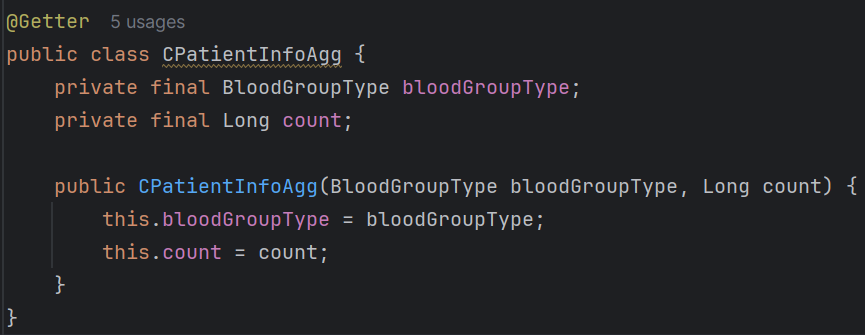 @Getter 5 usages
public class CPatientInfoAgg {
    private final BloodGroupType bloodGroupType;
    private final Long count;

    public CPatientInfoAgg(BloodGroupType bloodGroupType, Long count) {
        this.bloodGroupType = bloodGroupType;
        this.count = count;
    }
}